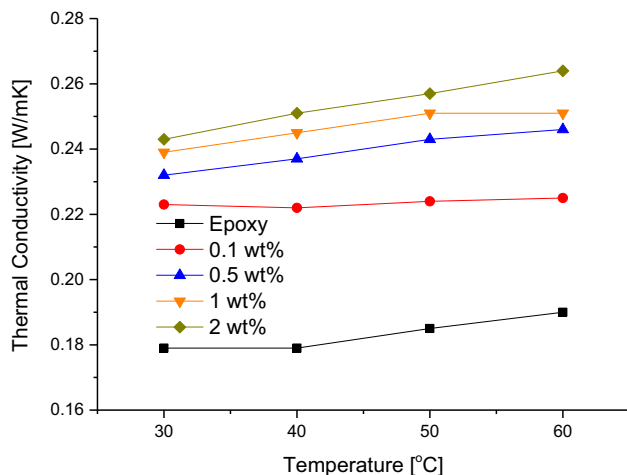 0.28
0.26
0.24
0.22
0.20
0.18
0.16
Thermal Conductivity [W/mK]
Epoxy
0.1 wt%
0.5 wt%
1 wt%
2 wt%
30
40
50
60
Temperature [°C]